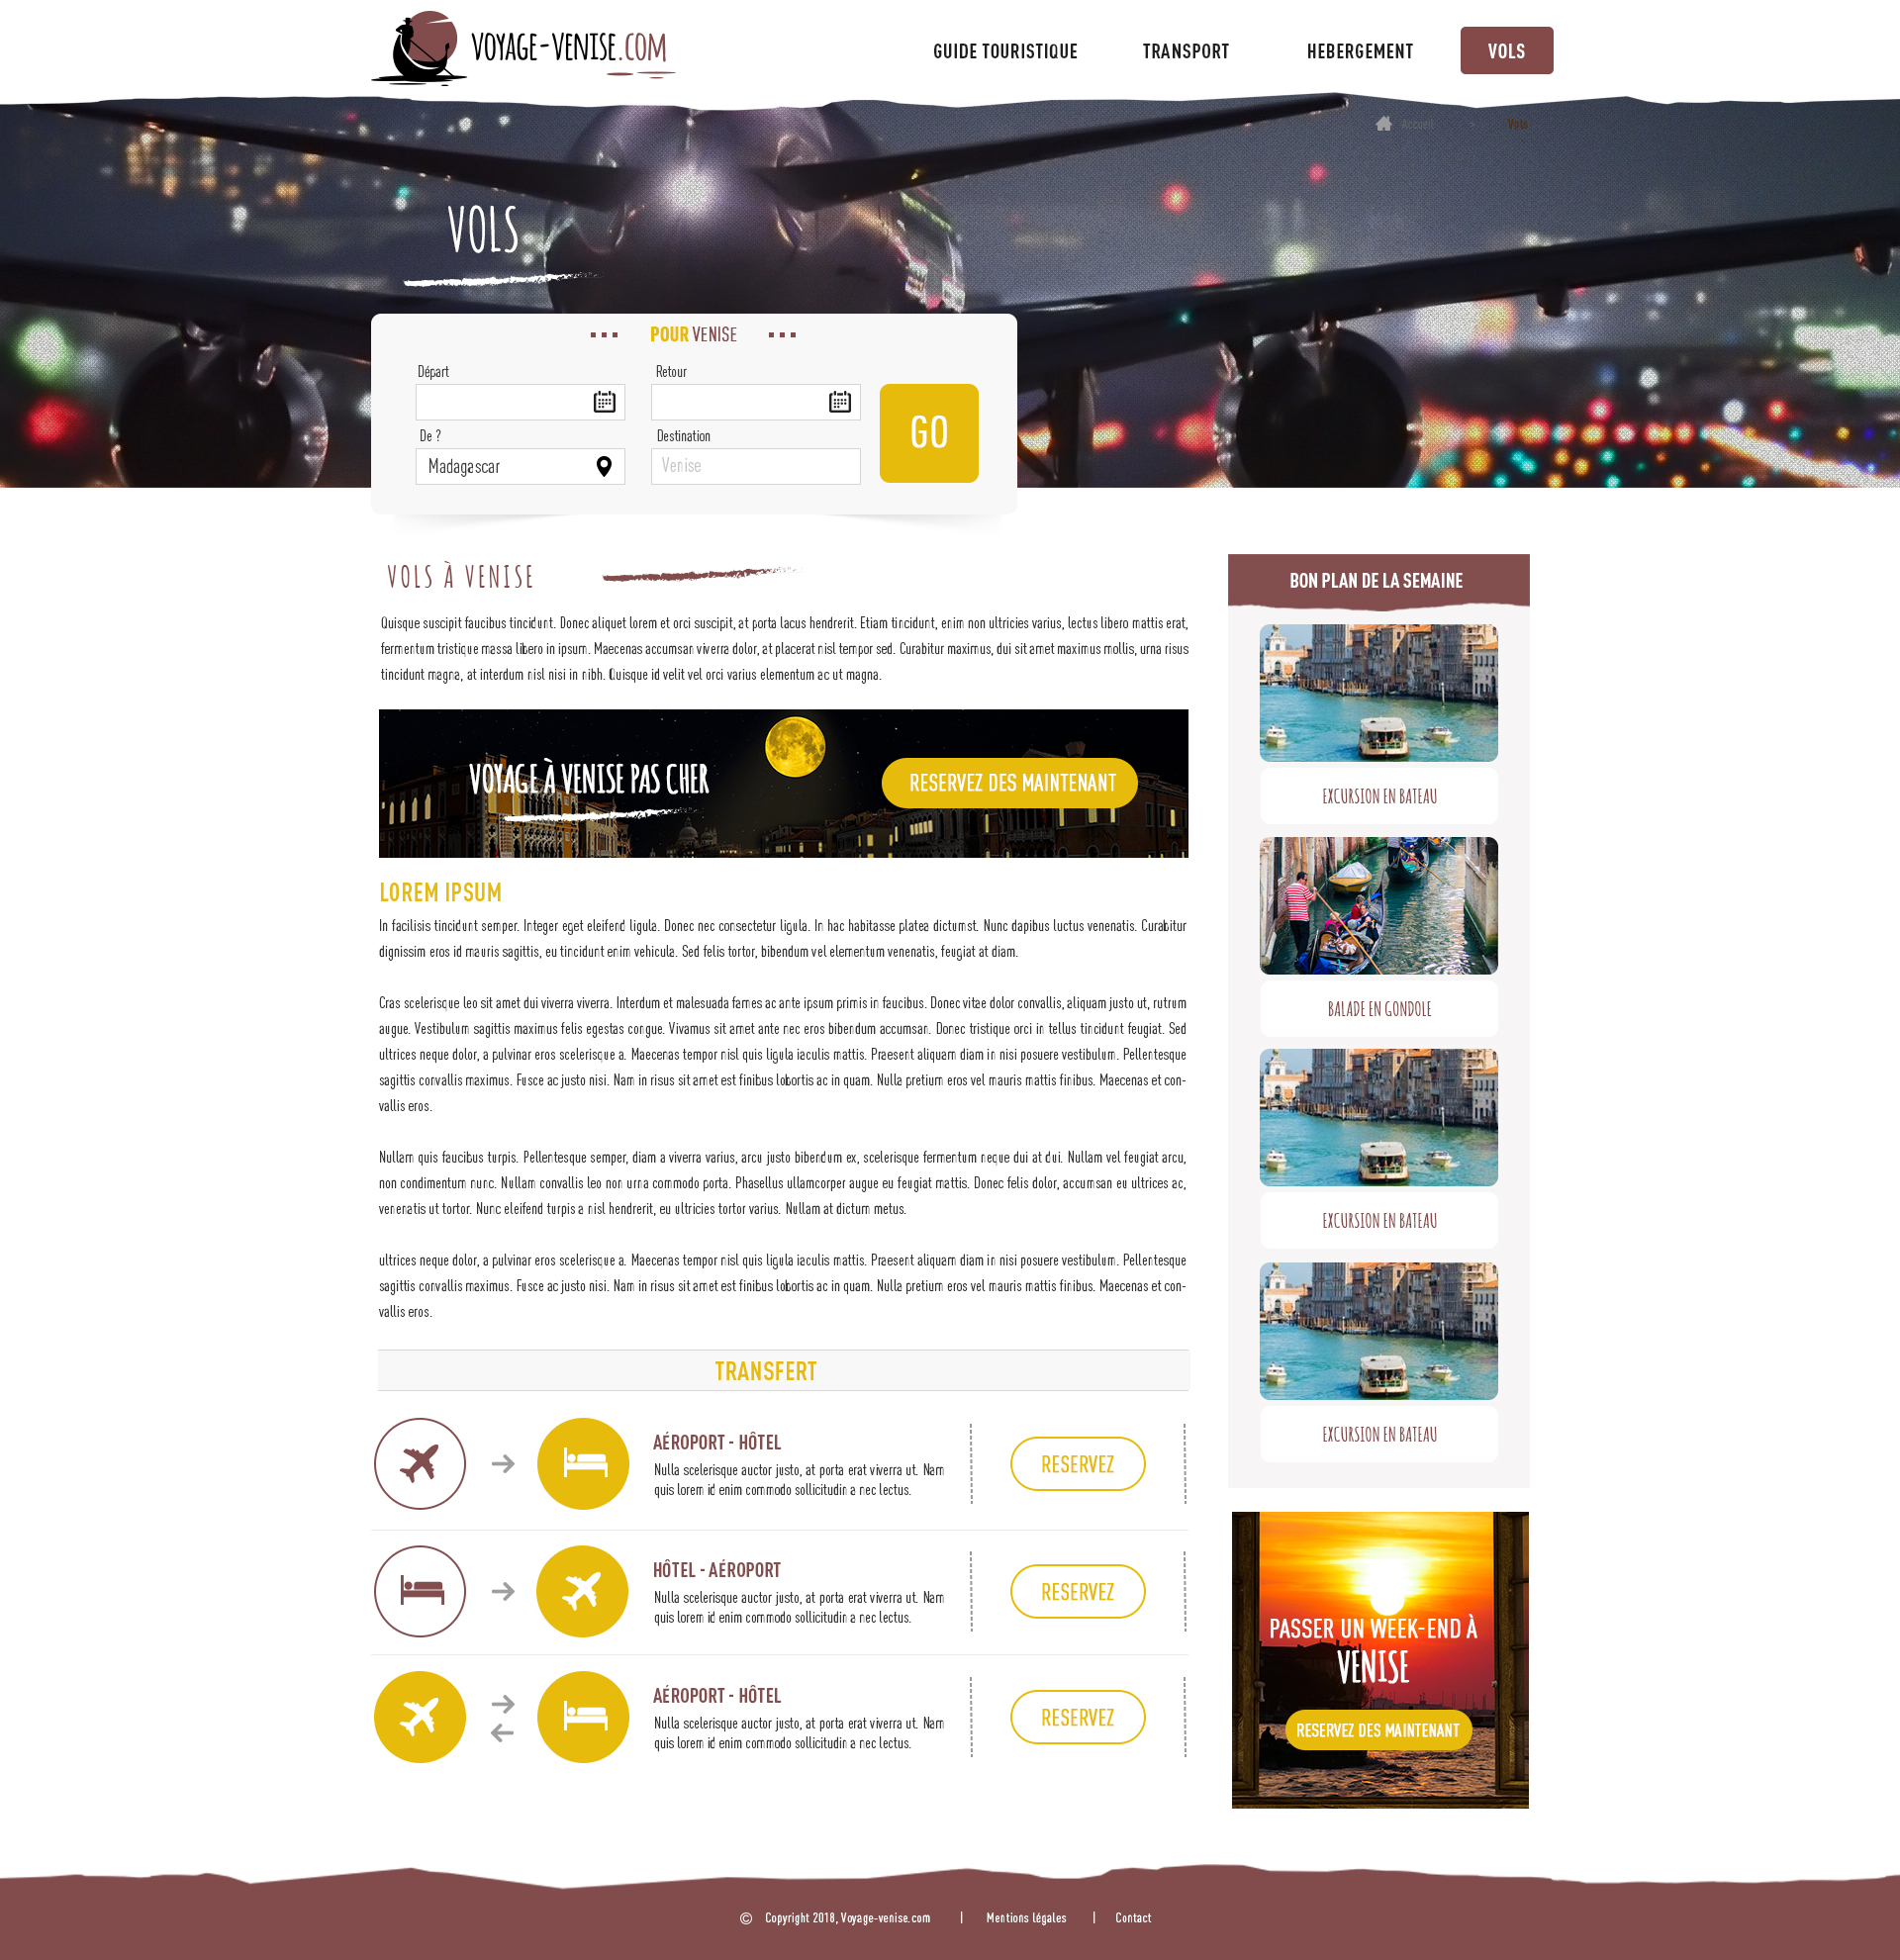 VOYAGE-VENISE.COM
GUIDE TOURISTIQUE
TRANSPORT
HEBERGEMENT
VOLS
Accueil > Vols
VOLS
POUR VENISE
Départ
Retour
De ?
Destination
Madagascar
Venise
GO
VOLS À VENISE
Quisque suscipit faucibus tincidunt. Donec aliquet lorem et orci suscipit, at porta lacus hendrerit. Etiam tincidunt, enim non ultricies varius, lectus libero mattis erat,
fermentum tristique massa libero in ipsum. Maecenas accumsan viverra dolor, at placerat nisl tempor sed. Curabitur maximus, dui sit amet maximus mollis, urna risus
tincidunt magna, at interdum nisl nisi in nibh. Quisque id velit vel orci varius elementum ac ut magna.
VOYAGE À VENISE PAS CHER
RESERVEZ DES MAINTENANT
LOREM IPSUM
In facilisis tincidunt semper. Integer eget eleifend ligula. Donec nec consectetur ligula. In hac habitasse platea dictumst. Nunc dapibus luctus venenatis. Curabitur
dignissim eros id mauris sagittis, eu tincidunt enim vehicula. Sed felis tortor, bibendum vel elementum venenatis, feugiat at diam.
Cras scelerisque leo sit amet dui viverra viverra. Interdum et malesuada fames ac ante ipsum primis in faucibus. Donec vitae dolor convallis, aliquam justo ut, rutrum
augue. Vestibulum sagittis maximus felis egestas congue. Vivamus sit amet ante nec eros bibendum accumsan. Donec tristique orci in tellus tincidunt feugiat. Sed
ultrices neque dolor, a pulvinar eros scelerisque a. Maecenas tempor nisl quis ligula iaculis mattis. Praesent aliquam diam in nisi posuere vestibulum. Pellentesque
sagittis convallis maximus. Fusce ac justo nisi. Nam in risus sit amet est finibus lobortis ac in quam. Nulla pretium eros vel mauris mattis finibus. Maecenas et con-
vallis eros.
Nullam quis faucibus turpis. Pellentesque semper, diam a viverra varius, arcu justo bibendum ex, scelerisque fermentum neque dui at dui. Nullam vel feugiat arcu,
non condimentum nunc. Nullam convallis leo non urna commodo porta. Phasellus ullamcorper augue eu feugiat mattis. Donec felis dolor, accumsan eu ultrices ac,
venenatis ut tortor. Nunc eleifend turpis a nisl hendrerit, eu ultricies tortor varius. Nullam at dictum metus.
ultrices neque dolor, a pulvinar eros scelerisque a. Maecenas tempor nisl quis ligula iaculis mattis. Praesent aliquam diam in nisi posuere vestibulum. Pellentesque
sagittis convallis maximus. Fusce ac justo nisi. Nam in risus sit amet est finibus lobortis ac in quam. Nulla pretium eros vel mauris mattis finibus. Maecenas et con-
vallis eros.
TRANSFERT
AÉROPORT - HÔTEL
Nulla scelerisque auctor justo, at porta erat viverra ut. Nam
quis lorem id enim commodo sollicitudin a nec lectus.
RESERVEZ
HÔTEL - AÉROPORT
Nulla scelerisque auctor justo, at porta erat viverra ut. Nam
quis lorem id enim commodo sollicitudin a nec lectus.
RESERVEZ
AÉROPORT - HÔTEL
Nulla scelerisque auctor justo, at porta erat viverra ut. Nam
quis lorem id enim commodo sollicitudin a nec lectus.
RESERVEZ
BON PLAN DE LA SEMAINE
EXCURSION EN BATEAU
BALADE EN GONDOLE
EXCURSION EN BATEAU
EXCURSION EN BATEAU
PASSER UN WEEK-END À
VENISE
RESERVEZ DES MAINTENANT
© Copyright 2018, Voyage-venise.com | Mentions légales | Contact